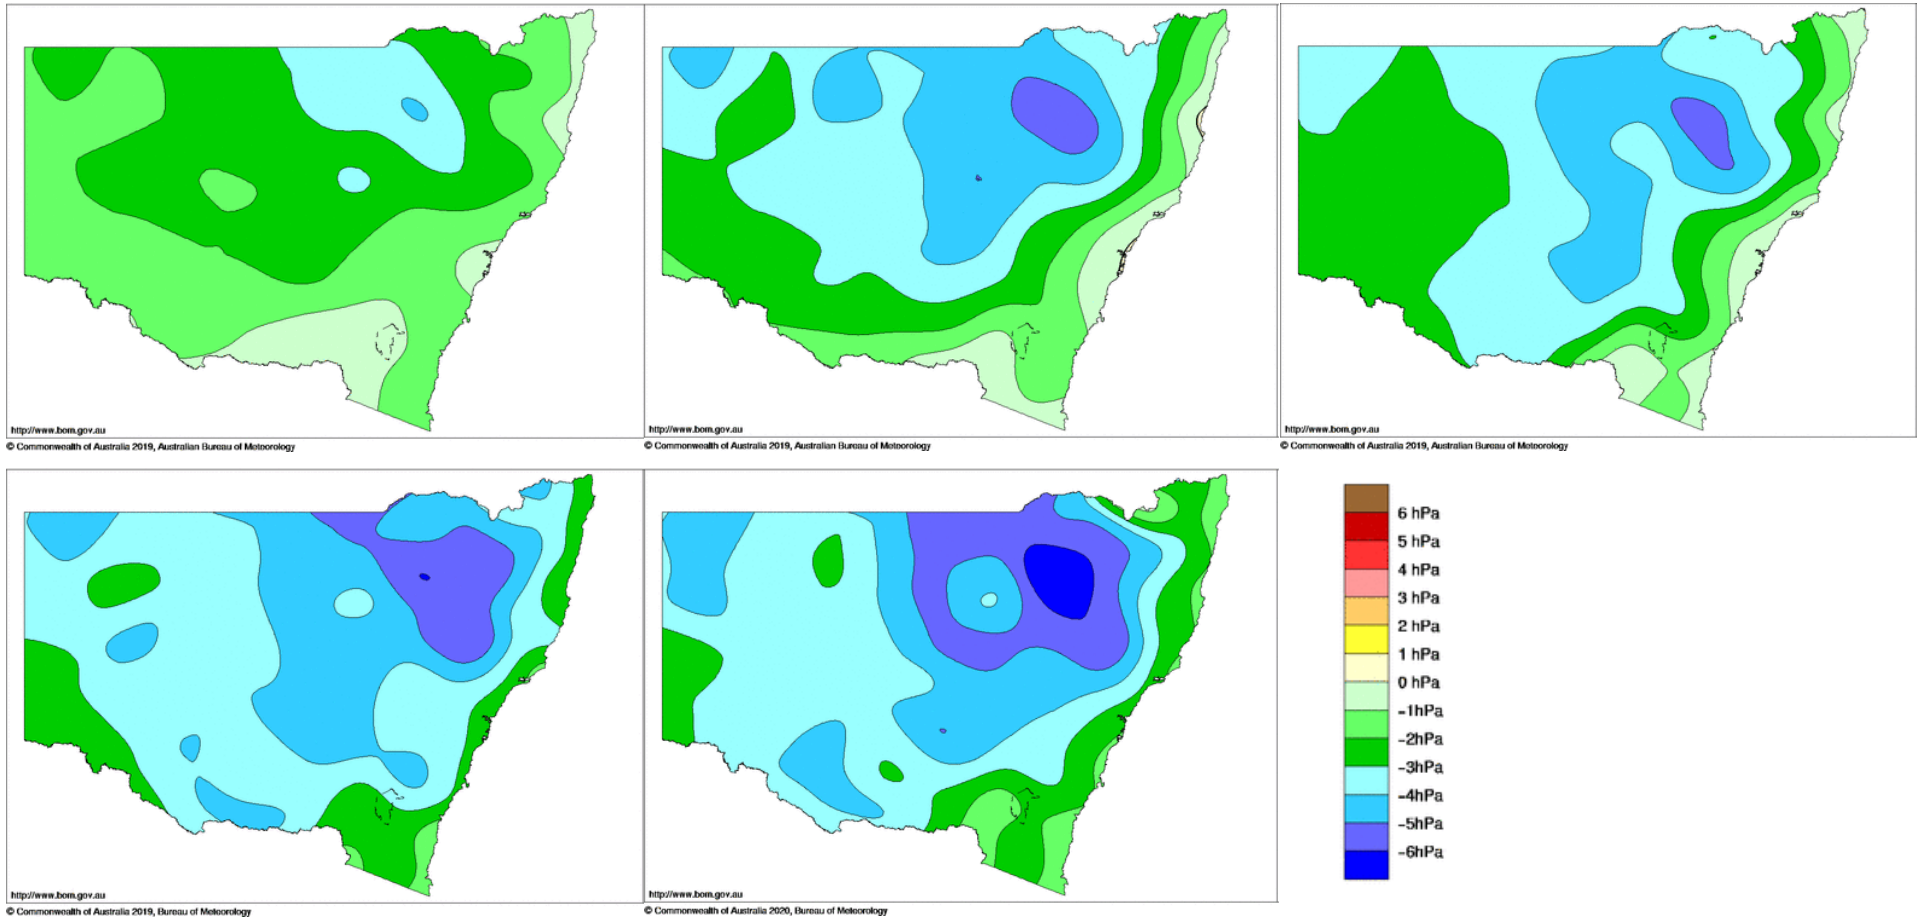 http://www.bom.gov.au
http://www.bom.gov.au
http://www.bom.gov.au
© Commonwealth of Australia 2019, Australian Bureau of Meteorology
© Commonwealth of Australia 2019, Australian Bureau of Meteorology
© Commonwealth of Australia 2019, Australian Bureau of Meteorology
6 hPa
5 hPa
4 hPa
3 hPa
2 hPa
1 hPa
0 hPa
-1hPa
-2hPa
-3hPa
-4hPa
-5hPa
-6hPa
http://www.bom.gov.au
http://www.bom.gov.au
© Commonwealth of Australia 2019, Bureau of Meteorology
© Commonwealth of Australia 2020, Bureau of Meteorology